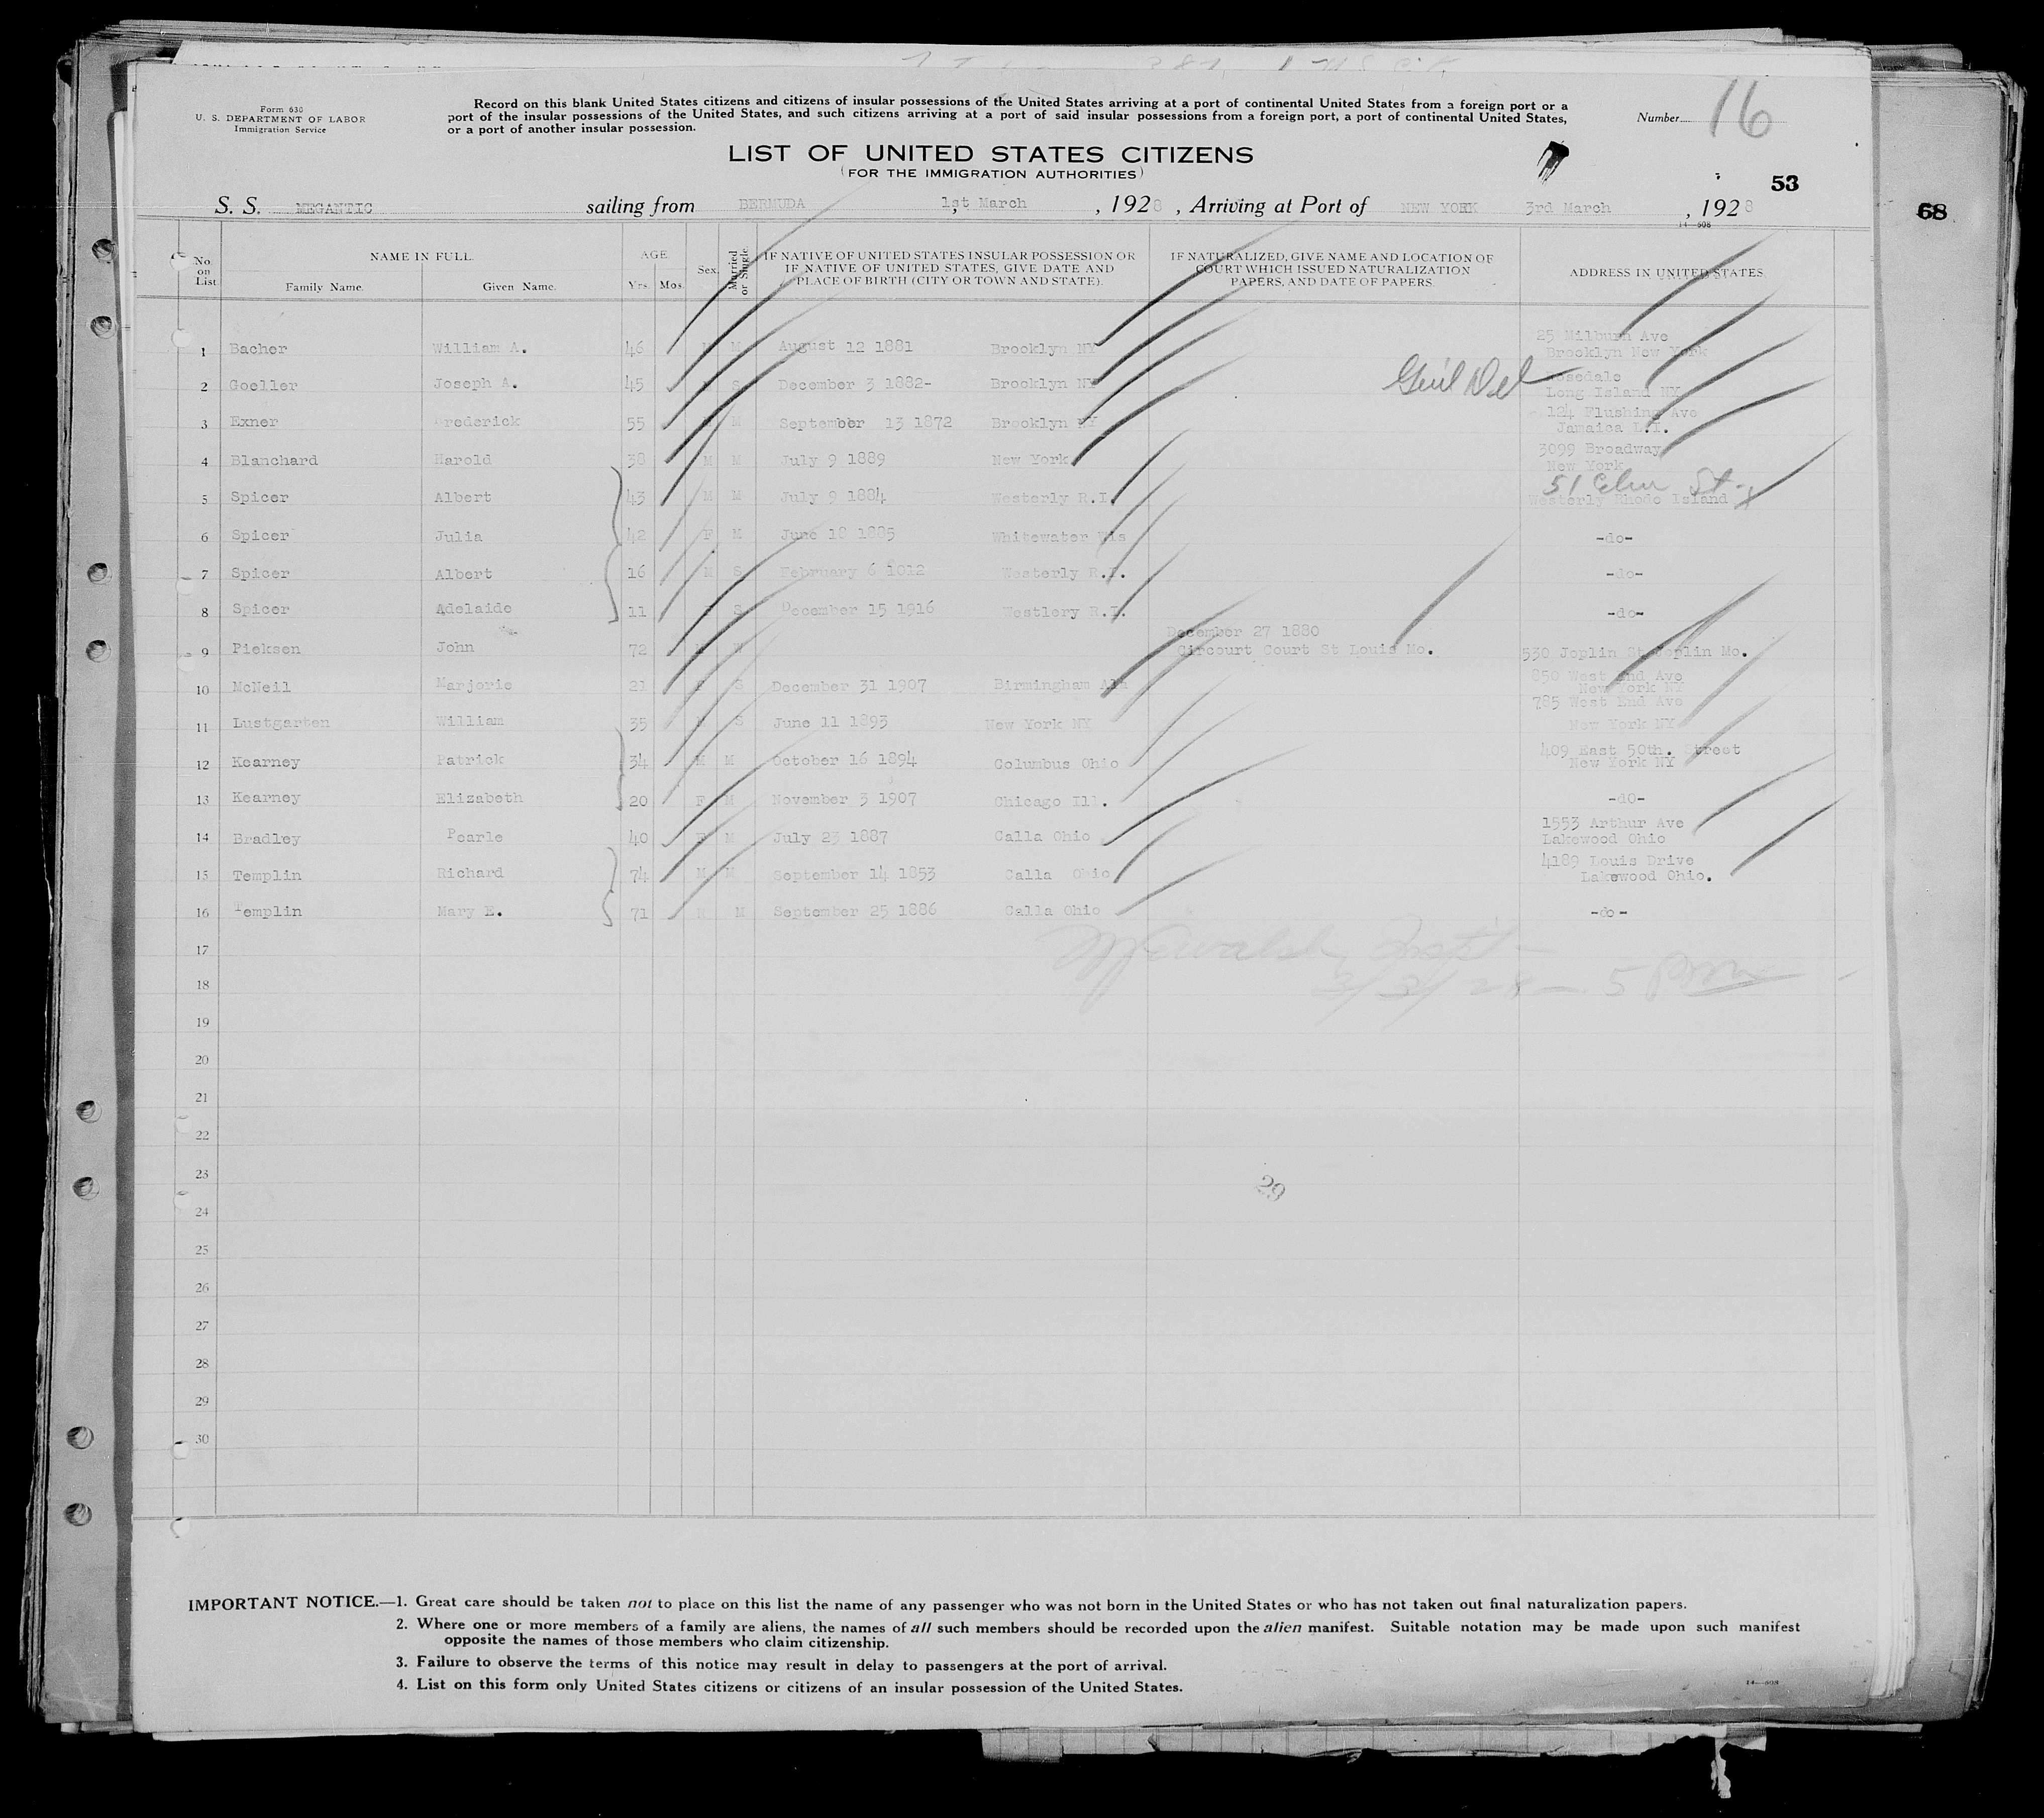 Form 630
U. S. DEPARTMENT OF LABOR
Immigration Service
Record on this blank United States citizens and citizens of insular possessions of the United States arriving at a port of continental United States from a foreign port or a
port of the insular possessions of the United States, and such citizens arriving at a port of said insular possessions from a foreign port, a port of continental United States,
or a port of another insular possession.
Number 16
LIST OF UNITED STATES CITIZENS
(FOR THE IMMIGRATION AUTHORITIES)
53
68
S. S. MEGANTIC sailing from BERMUDA 1st March, 1928, Arriving at Port of NEW YORK 3rd March, 1928
14—608
No. on List NAME IN FULL. Family Name. Given Name. AGE. Yrs. Mos. Sex. Married or Single. IF NATIVE OF UNITED STATES INSULAR POSSESSION OR IF NATIVE OF UNITED STATES, GIVE DATE AND PLACE OF BIRTH (CITY OR TOWN AND STATE). IF NATURALIZED, GIVE NAME AND LOCATION OF COURT WHICH ISSUED NATURALIZATION PAPERS, AND DATE OF PAPERS. ADDRESS IN UNITED STATES.
1 Bacher William A. 46 M M August 12 1881 Brooklyn NY 25 Milburn Ave Brooklyn New York
2 Goeller Joseph A. 45 M S December 3 1882- Brooklyn NY Rosedale Long Island NY
3 Exner Frederick 55 M M September 13 1872 Brooklyn NY 124 Flushing Ave Jamaica L.I.
4 Blanchard Harold 38 M M July 9 1889 New York 3099 Broadway New York
5 Spicer Albert 43 M M July 9 1884 Westerly R.I. 51 Elm St Westerly Rhode Island
6 Spicer Julia 42 F M June 18 1885 Whitewater Wis -do-
7 Spicer Albert 16 M S February 6 1012 Westerly R.I. -do-
8 Spicer Adelaide 11 F S December 15 1916 Westlery R.I. -do-
9 Pieksen John 72 M December 27 1880 Circourt Court St Louis Mo. 530 Joplin St Joplin Mo.
10 McNeil Marjorie 21 F S December 31 1907 Birmingham Ala 850 West End Ave New York NY
11 Lustgarten William 35 M S June 11 1893 New York NY 785 West End Ave New York NY
12 Kearney Patrick 34 M M October 16 1894 Columbus Ohio 409 East 50th. Street New York NY
13 Kearney Elizabeth 20 F M November 3 1907 Chicago Ill. -do-
14 Bradley Pearle 40 F M July 23 1887 Calla Ohio 1553 Arthur Ave Lakewood Ohio
15 Templin Richard 74 M M September 14 1853 Calla Ohio 4189 Louis Drive Lakewood Ohio.
16 Templin Mary E. 71 M September 25 1886 Calla Ohio -do-
17
3/3/28 — 5 pm
18
19
20
21
22
23
29
24
25
26
27
28
29
30
IMPORTANT NOTICE.—1. Great care should be taken not to place on this list the name of any passenger who was not born in the United States or who has not taken out final naturalization papers.
2. Where one or more members of a family are aliens, the names of all such members should be recorded upon the alien manifest. Suitable notation may be made upon such manifest
opposite the names of those members who claim citizenship.
3. Failure to observe the terms of this notice may result in delay to passengers at the port of arrival.
4. List on this form only United States citizens or citizens of an insular possession of the United States.
14—608